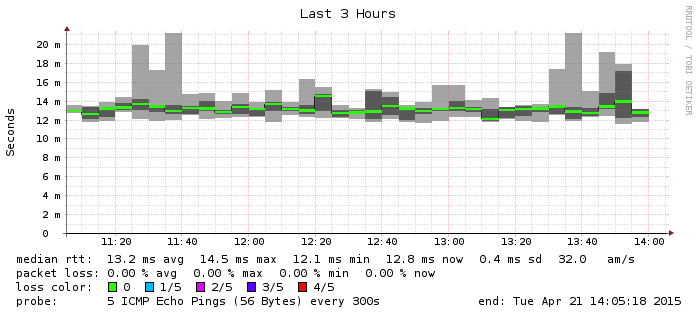 Last 3 Hours
RRDTOOL / TOBI OETIKER
Seconds
20 m
18 m
16 m
14 m
12 m
10 m
8 m
6 m
4 m
2 m
0
11:20 11:40 12:00 12:20 12:40 13:00 13:20 13:40 14:00
median rtt: 13.2 ms avg 14.5 ms max 12.1 ms min 12.8 ms now 0.4 ms sd 32.0 am/s
packet loss: 0.00 % avg 0.00 % max 0.00 % min 0.00 % now
loss color: 0 1/5 2/5 3/5 4/5
probe: 5 ICMP Echo Pings (56 Bytes) every 300s end: Tue Apr 21 14:05:18 2015